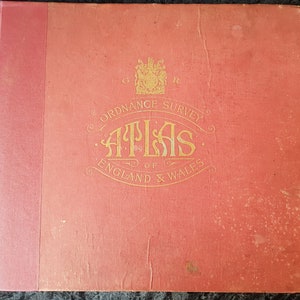 G R
ORDNANCE SURVEY
ATLAS
OF
ENGLAND & WALES